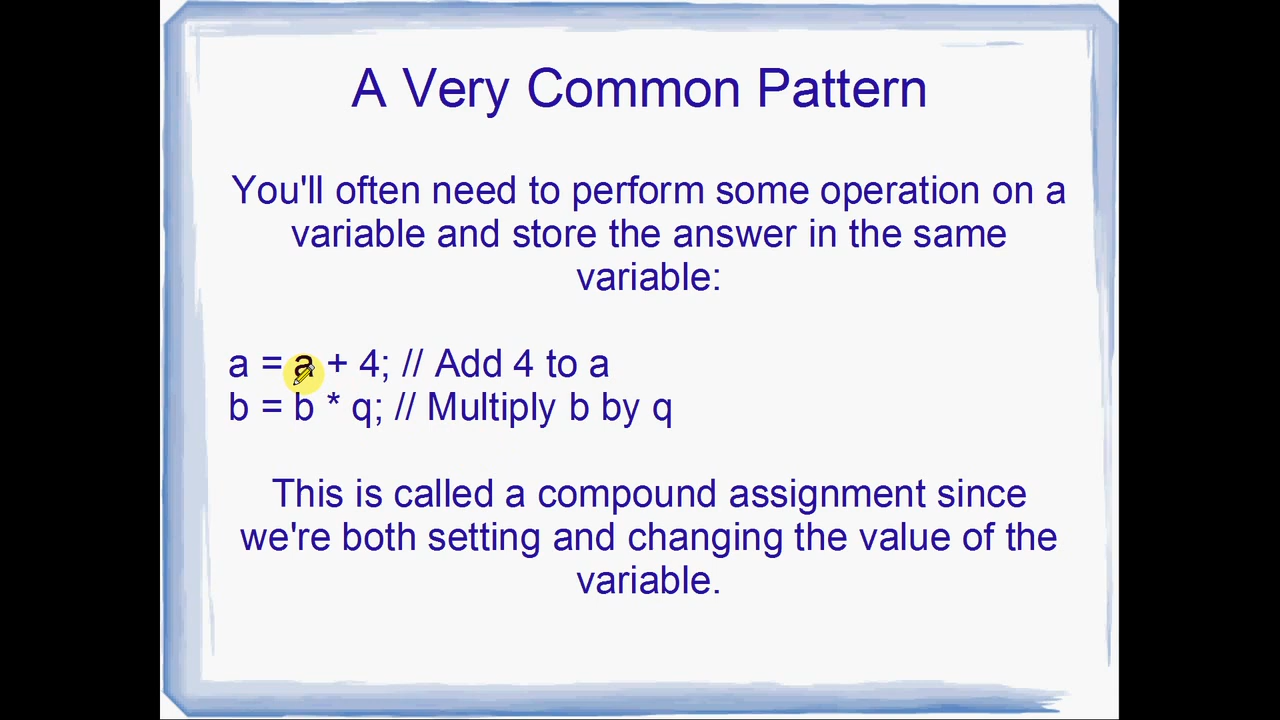 A Very Common Pattern
You'll often need to perform some operation on a
variable and store the answer in the same
variable:
a = a + 4; // Add 4 to a
b = b * q; // Multiply b by q
This is called a compound assignment since
we're both setting and changing the value of the
variable.